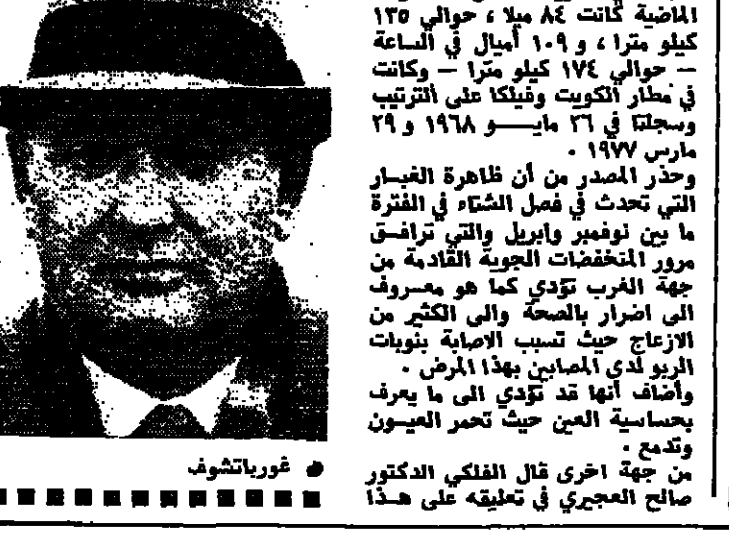 الماضية كانت ٨٤ ميلا ، حوالي ١٣٥
كيلو مترا ، و ١٠٩ أميال في الساعة
— حوالي ١٧٤ كيلو مترا — وكانت
في مطار الكويت وفيلكا على الترتيب
وسجلتا في ٢٦ مايـــو ١٩٦٨ و ٢٩
مارس ١٩٧٧ .
وحذر المصدر من أن ظاهرة الغبـار
التي تحدث في فصل الشتاء في الفترة
ما بين نوفمبر وابريل والتي ترافـق
مرور المنخفضات الجوية القادمة من
جهة الغرب تؤدي كما هو معـروف
الى اضرار بالصحة والى الكثير من
الازعاج حيث تسبب الاصابة بنوبات
الربو لدى المصابين بهذا المرض .
وأضاف أنها قد تؤدي الى ما يعرف
بحساسية العين حيث تحمر العيـون
وتدمع .
من جهة اخرى قال الفلكي الدكتور
صالح العجيري في تعليقه على هـذا
● غورباتشوف